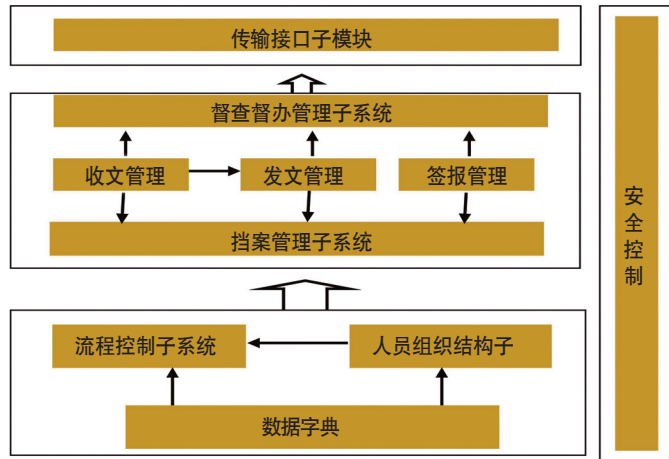 传输接口子模块
督查督办管理子系统
收文管理
发文管理
签报管理
挡案管理子系统
流程控制子系统
人员组织结构子
数据字典
安全控制